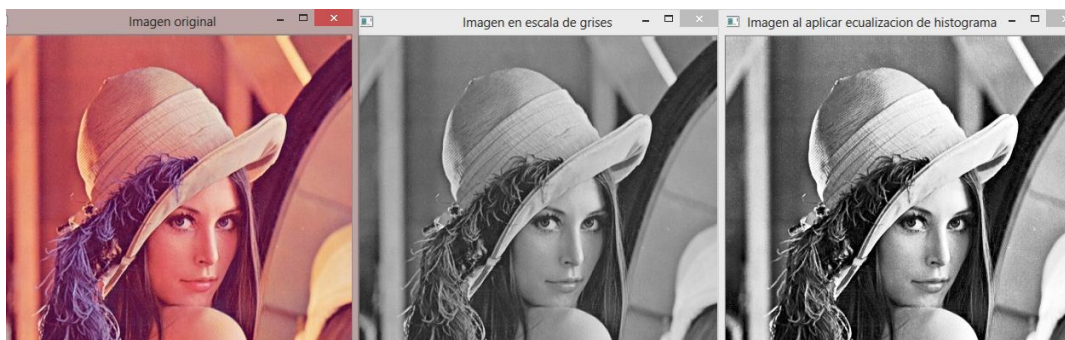 Imagen original
Imagen en escala de grises
Imagen al aplicar ecualizacion de histograma